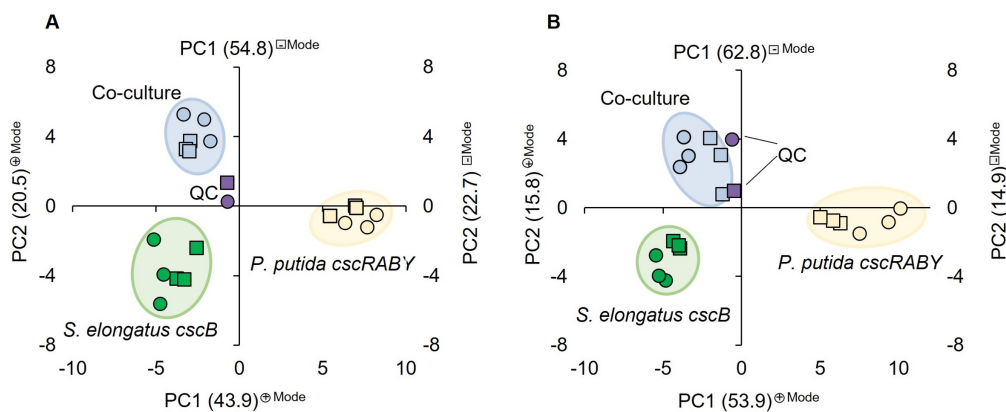 A
PC1 (54.8)⊟Mode
8
8
Co-culture
4
4
QC
0
0
PC2 (20.5)⊕Mode
PC2 (22.7)⊟Mode
P. putida cscRABY
-4
-4
S. elongatus cscB
-8
-8
-10 -5 0 5 10
PC1 (43.9)⊕Mode
B
PC1 (62.8)⊟Mode
8
8
Co-culture
4
4
QC
0
0
PC2 (15.8)⊕Mode
PC2 (14.9)⊟Mode
P. putida cscRABY
-4
-4
S. elongatus cscB
-8
-8
-10 -5 0 5 10
PC1 (53.9)⊕Mode